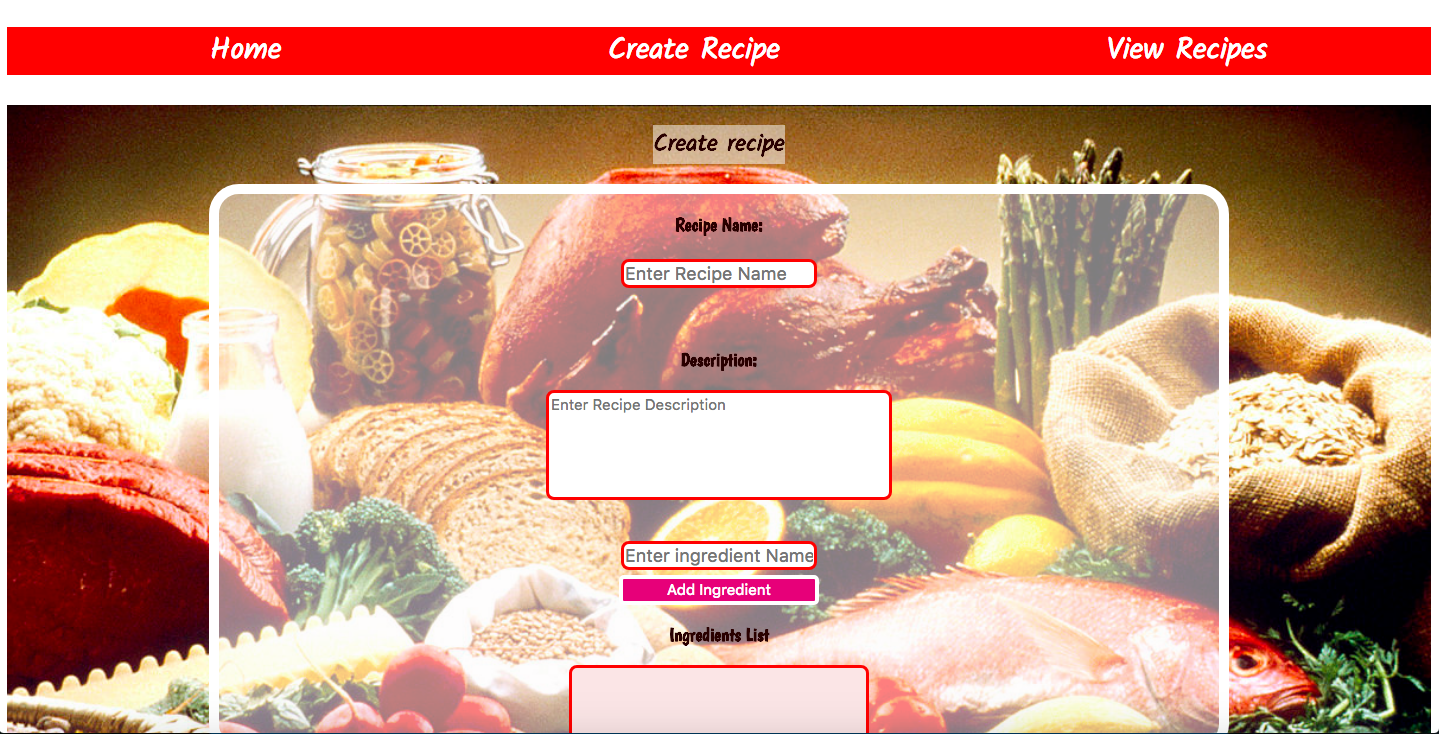 Home Create Recipe View Recipes
Create recipe
Recipe Name:
Enter Recipe Name
Description:
Enter Recipe Description
Enter ingredient Name
Add Ingredient
Ingredients List